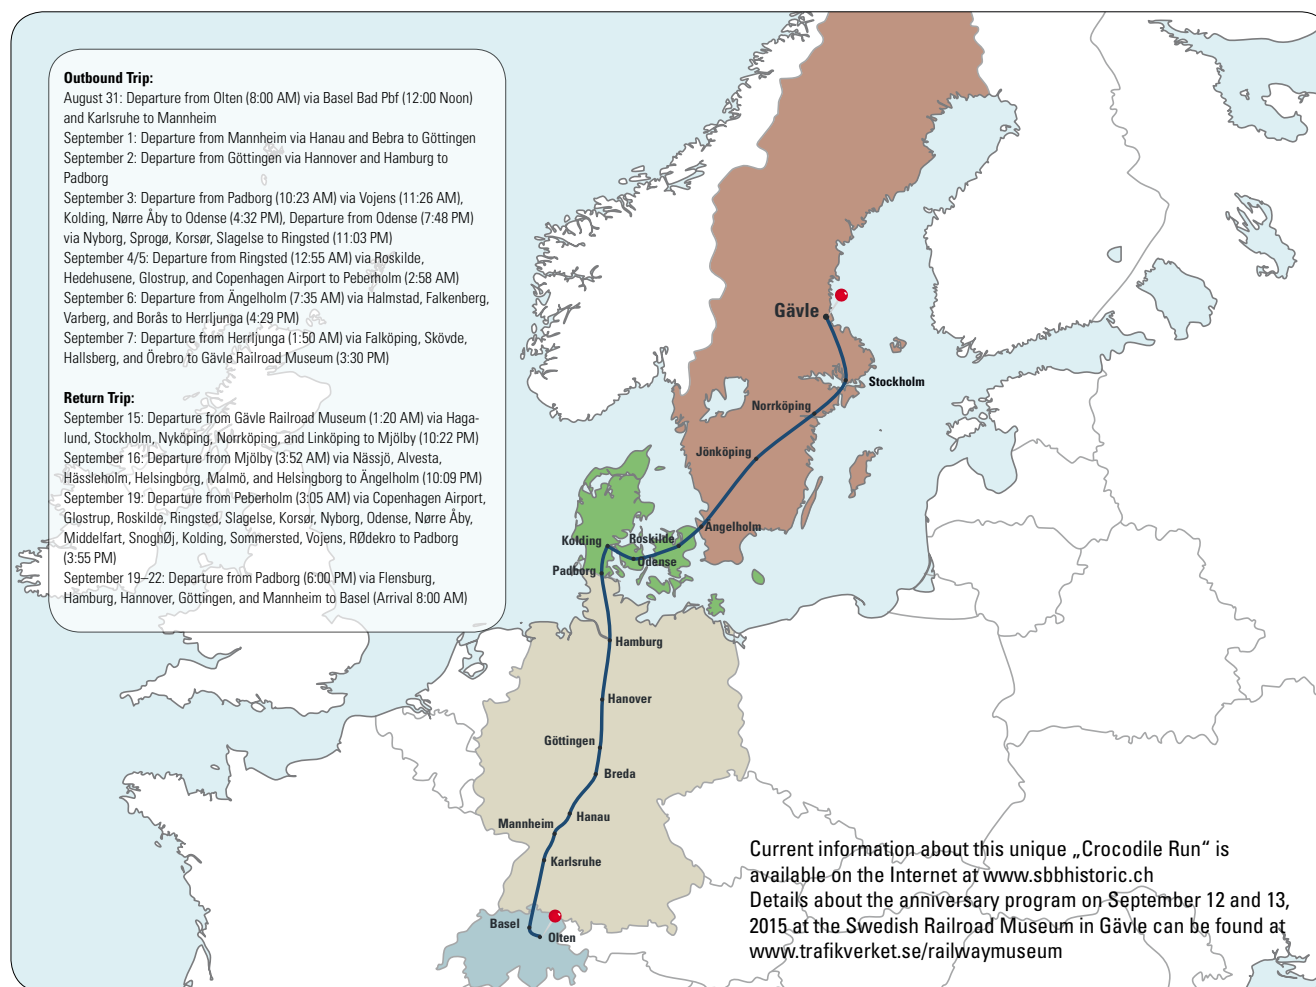 Outbound Trip:
August 31: Departure from Olten (8:00 AM) via Basel Bad Pbf (12:00 Noon)
and Karlsruhe to Mannheim
September 1: Departure from Mannheim via Hanau and Bebra to Göttingen
September 2: Departure from Göttingen via Hannover and Hamburg to
Padborg
September 3: Departure from Padborg (10:23 AM) via Vojens (11:26 AM),
Kolding, Nørre Åby to Odense (4:32 PM), Departure from Odense (7:48 PM)
via Nyborg, Sprogø, Korsør, Slagelse to Ringsted (11:03 PM)
September 4/5: Departure from Ringsted (12:55 AM) via Roskilde,
Hedehusene, Glostrup, and Copenhagen Airport to Peberholm (2:58 AM)
September 6: Departure from Ängelholm (7:35 AM) via Halmstad, Falkenberg,
Varberg, and Borås to Herrljunga (4:29 PM)
September 7: Departure from Herrljunga (1:50 AM) via Falköping, Skövde,
Hallsberg, and Örebro to Gävle Railroad Museum (3:30 PM)
Return Trip:
September 15: Departure from Gävle Railroad Museum (1:20 AM) via Haga-
lund, Stockholm, Nyköping, Norrköping, and Linköping to Mjölby (10:22 PM)
September 16: Departure from Mjölby (3:52 AM) via Nässjö, Alvesta,
Hässleholm, Helsingborg, Malmö, and Helsingborg to Ängelholm (10:09 PM)
September 19: Departure from Peberholm (3:05 AM) via Copenhagen Airport,
Glostrup, Roskilde, Ringsted, Slagelse, Korsør, Nyborg, Odense, Nørre Åby,
Middelfart, SnoghØj, Kolding, Sommersted, Vojens, RØdekro to Padborg
(3:55 PM)
September 19–22: Departure from Padborg (6:00 PM) via Flensburg,
Hamburg, Hannover, Göttingen, and Mannheim to Basel (Arrival 8:00 AM)
Gävle
Stockholm
Norrköping
Jönköping
Ängelholm
Kolding
Roskilde
Odense
Padborg
Hamburg
Hanover
Göttingen
Breda
Hanau
Mannheim
Karlsruhe
Basel
Olten
Current information about this unique „Crocodile Run“ is
available on the Internet at www.sbbhistoric.ch
Details about the anniversary program on September 12 and 13,
2015 at the Swedish Railroad Museum in Gävle can be found at
www.trafikverket.se/railwaymuseum